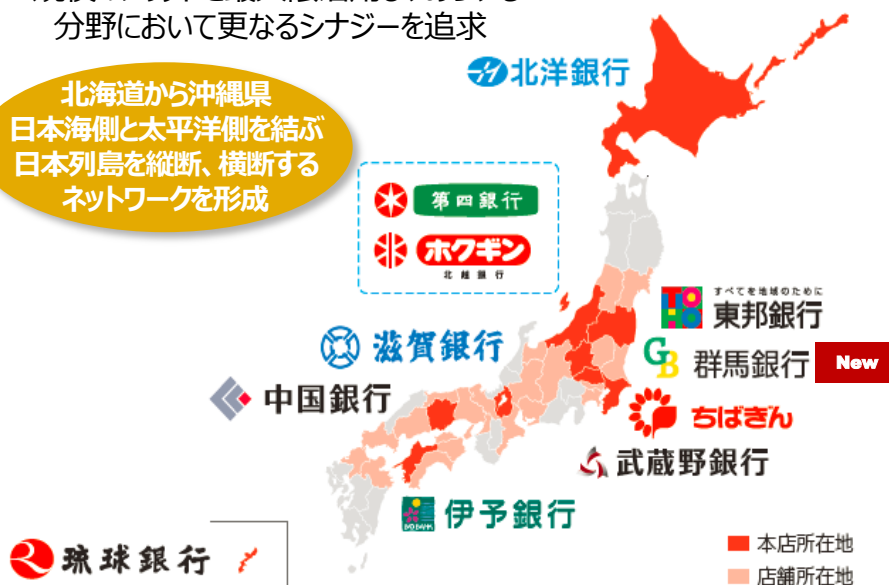 分野において更なるシナジーを追求
北海道から沖縄県
日本海側と太平洋側を結ぶ
日本列島を縦断、横断する
ネットワークを形成
北洋銀行
第四銀行
ホクギン
北越銀行
すべてを地域のために
TOHO
東邦銀行
滋賀銀行
GB
群馬銀行
New
中国銀行
ちばぎん
武蔵野銀行
IYO BANK
伊予銀行
琉球銀行
本店所在地
店舗所在地